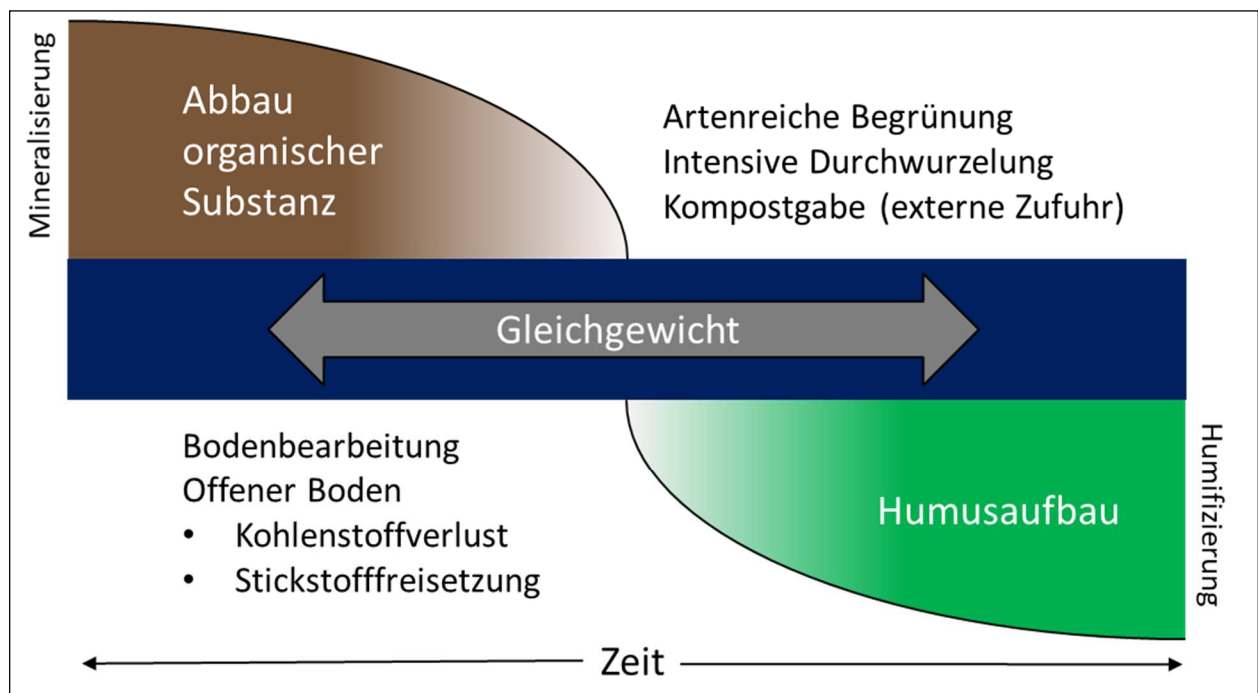 Mineralisierung
Abbau
organischer
Substanz
Artenreiche Begrünung
Intensive Durchwurzelung
Kompostgabe (externe Zufuhr)
Gleichgewicht
Bodenbearbeitung
Offener Boden
• Kohlenstoffverlust
• Stickstofffreisetzung
Humusaufbau
Humifizierung
Zeit